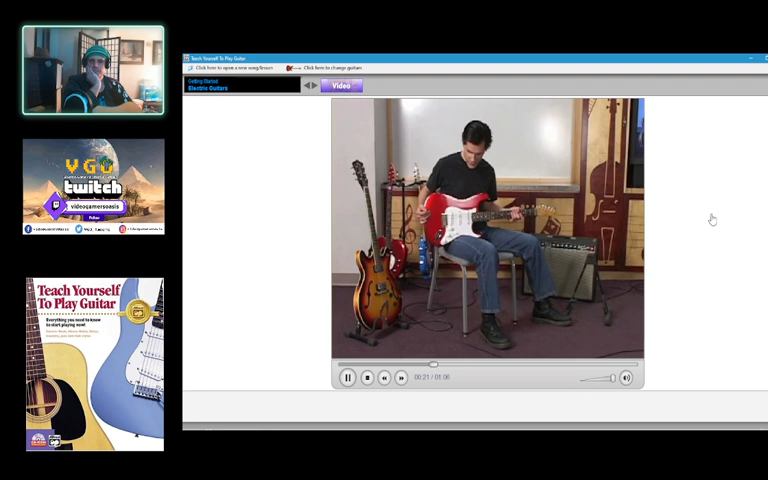 Teach Yourself To Play Guitar
Click here to open a new song/lesson
Click here to change guitars
Getting Started
Electric Guitars
Video
VGO
twitch
videogamersoasis
Follow
Teach Yourself
To Play Guitar
Everything you need to know
to start playing now!
00:21 / 01:06